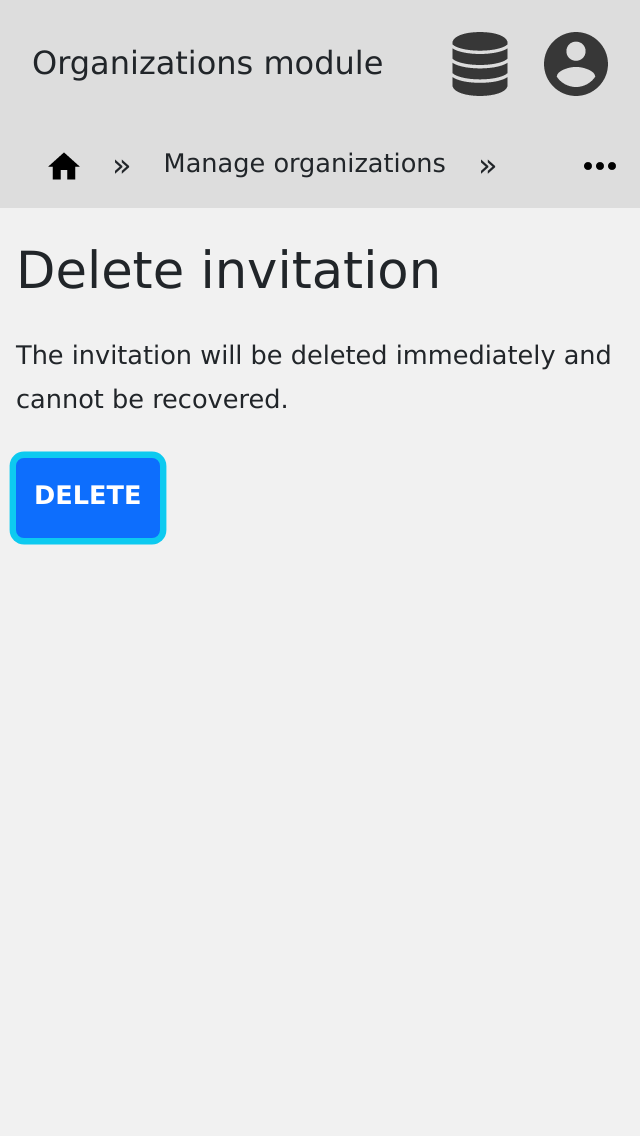 Organizations module
» Manage organizations » •••
Delete invitation
The invitation will be deleted immediately and
cannot be recovered.
DELETE